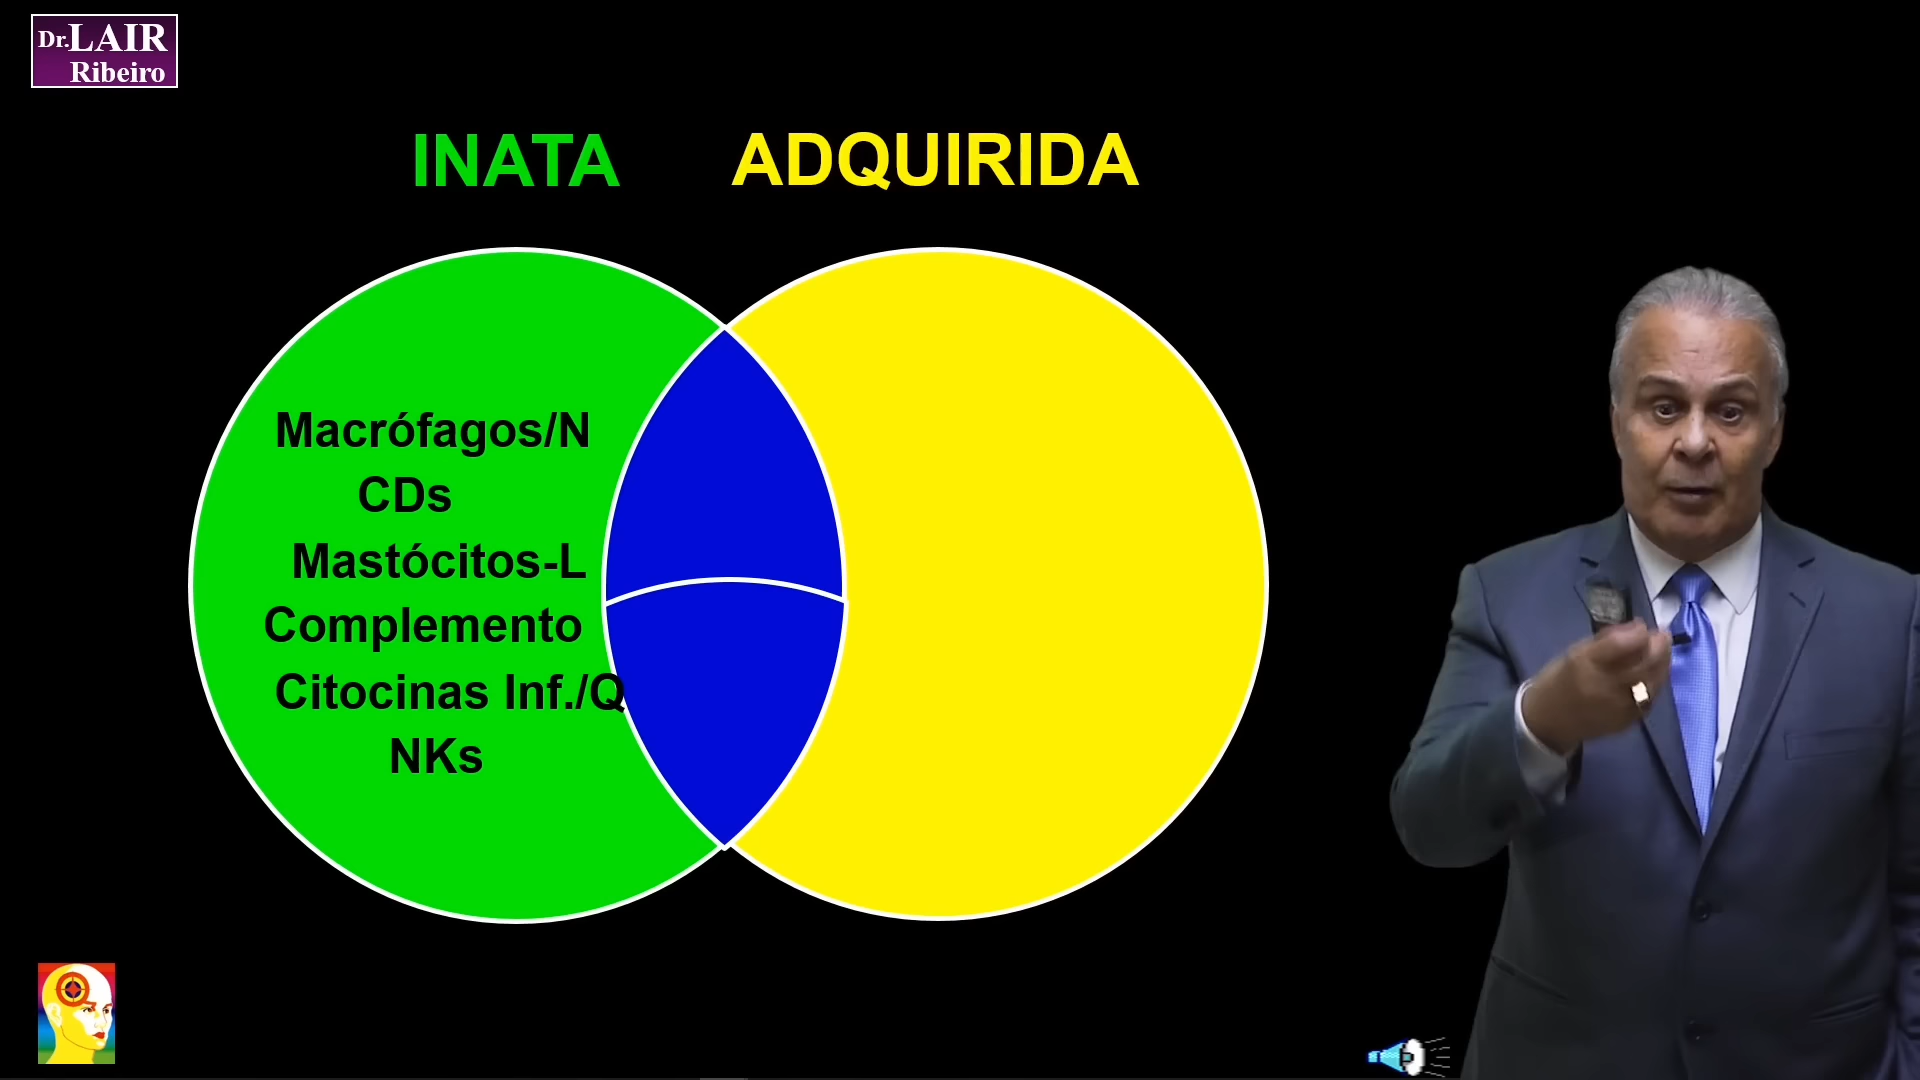 Dr.LAIR
Ribeiro
INATA ADQUIRIDA
Macrófagos/N
CDs
Mastócitos-L
Complemento
Citocinas Inf./Q
NKs